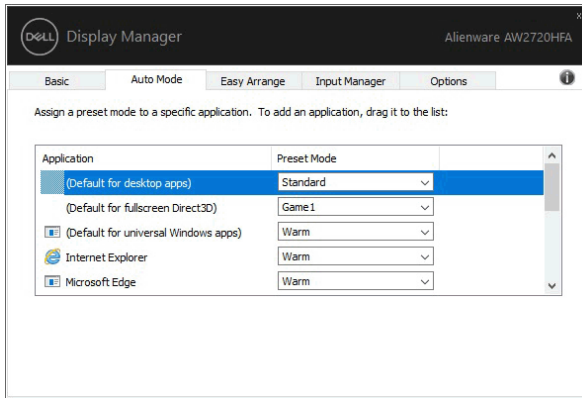 DELL Display Manager Alienware AW2720HFA
Basic Auto Mode Easy Arrange Input Manager Options
Assign a preset mode to a specific application. To add an application, drag it to the list:
Application Preset Mode
(Default for desktop apps) Standard
(Default for fullscreen Direct3D) Game1
(Default for universal Windows apps) Warm
Internet Explorer Warm
Microsoft Edge Warm